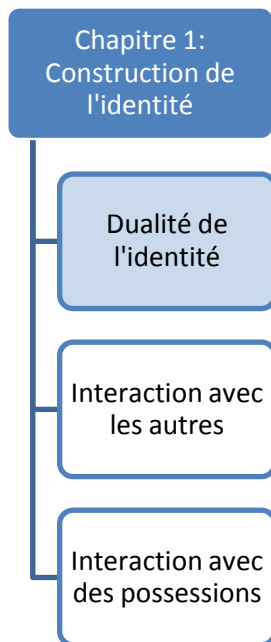 Chapitre 1:
Construction de
l'identité
Dualité de
l'identité
Interaction avec
les autres
Interaction avec
des possessions